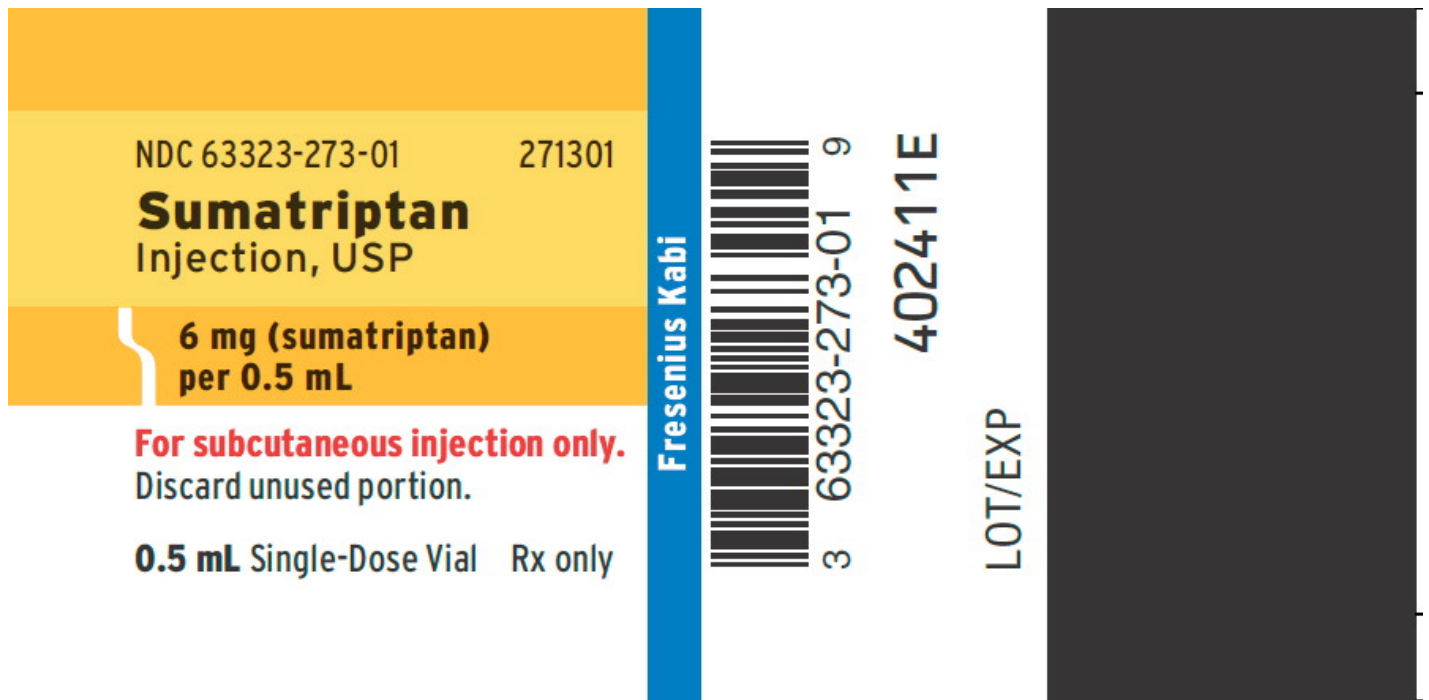 NDC 63323-273-01 271301
Sumatriptan
Injection, USP
6 mg (sumatriptan)
per 0.5 mL
For subcutaneous injection only.
Discard unused portion.
0.5 mL Single-Dose Vial Rx only
Fresenius Kabi
3 63323-273-01 9
402411E
LOT/EXP